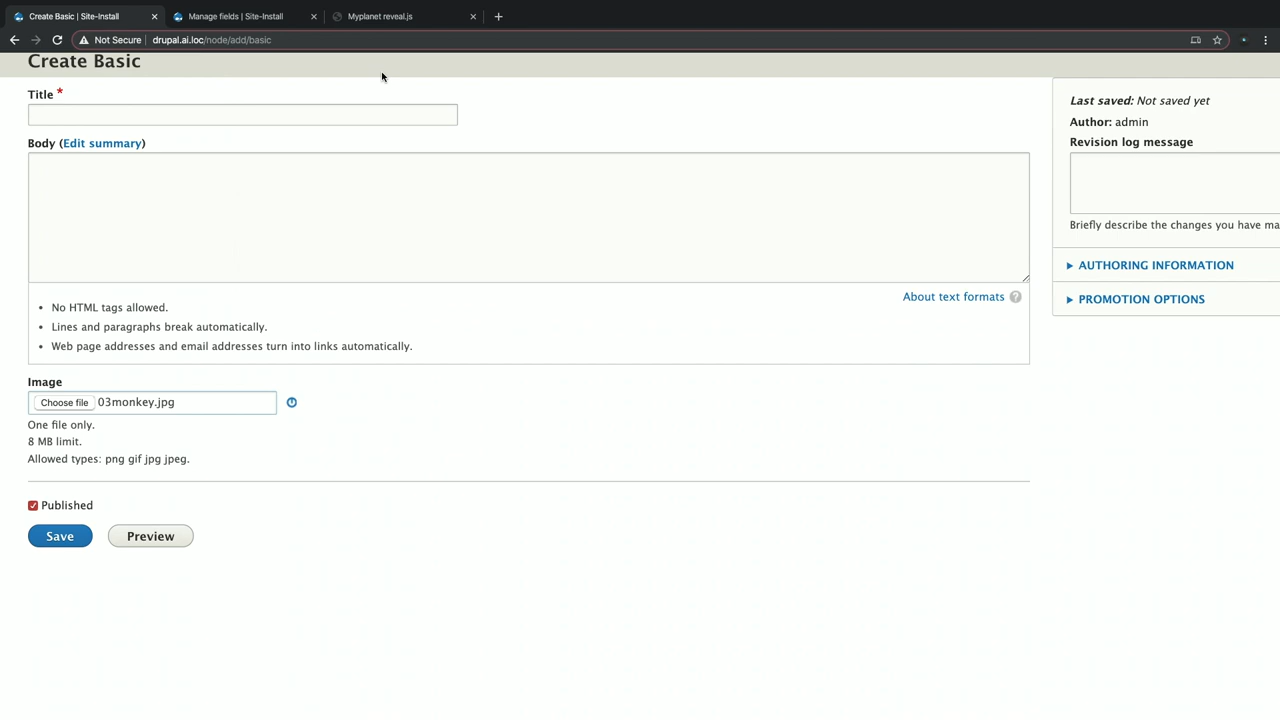 Create Basic | Site-Install
Manage fields | Site-Install
Myplanet reveal.js
Not Secure | drupal.ai.loc/node/add/basic
Create Basic
Title *
Body (Edit summary)
About text formats ?
No HTML tags allowed.
Lines and paragraphs break automatically.
Web page addresses and email addresses turn into links automatically.
Image
Choose file 03monkey.jpg
One file only.
8 MB limit.
Allowed types: png gif jpg jpeg.
Published
Save Preview
Last saved: Not saved yet
Author: admin
Revision log message
Briefly describe the changes you have ma
AUTHORING INFORMATION
PROMOTION OPTIONS